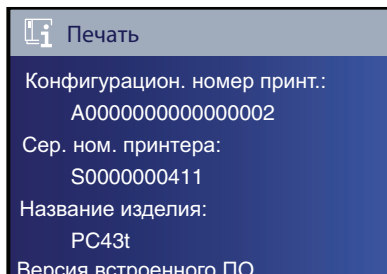 Печать
Конфигурацион. номер принт.:
A0000000000000002
Сер. ном. принтера:
S0000000411
Название изделия:
PC43t
Версия встроенного ПО